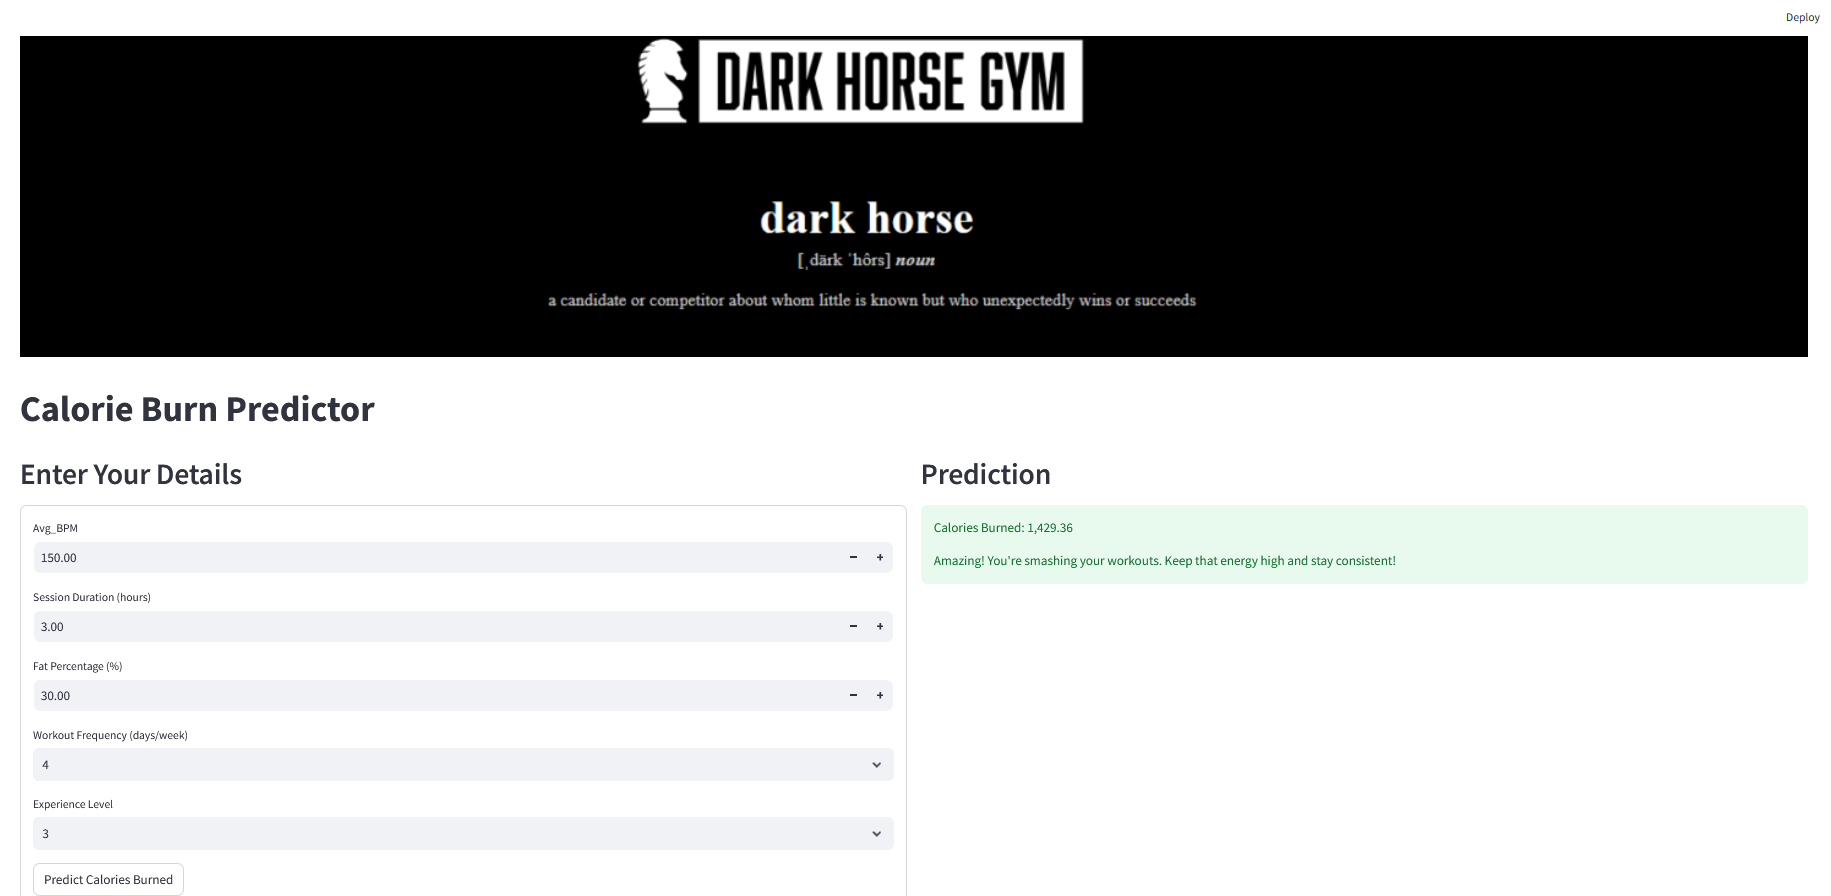 Deploy
DARK HORSE GYM
dark horse
[ˌdärk ˈhôrs] noun
a candidate or competitor about whom little is known but who unexpectedly wins or succeeds
Calorie Burn Predictor
Enter Your Details
Avg_BPM
150.00
Session Duration (hours)
3.00
Fat Percentage (%)
30.00
Workout Frequency (days/week)
4
Experience Level
3
Predict Calories Burned
Prediction
Calories Burned: 1,429.36
Amazing! You're smashing your workouts. Keep that energy high and stay consistent!